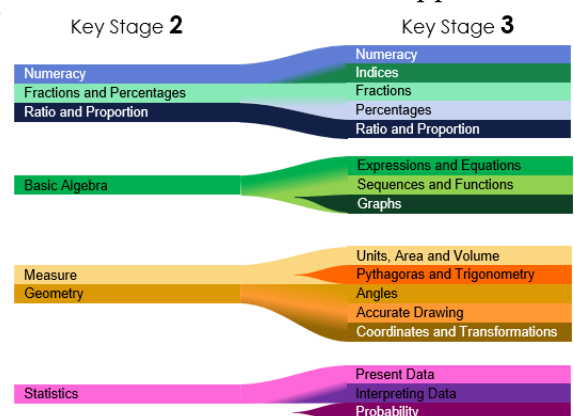 Key Stage 2
Key Stage 3
Numeracy
Fractions and Percentages
Ratio and Proportion
Numeracy
Indices
Fractions
Percentages
Ratio and Proportion
Basic Algebra
Expressions and Equations
Sequences and Functions
Graphs
Measure
Geometry
Units, Area and Volume
Pythagoras and Trigonometry
Angles
Accurate Drawing
Coordinates and Transformations
Statistics
Present Data
Interpreting Data
Probability